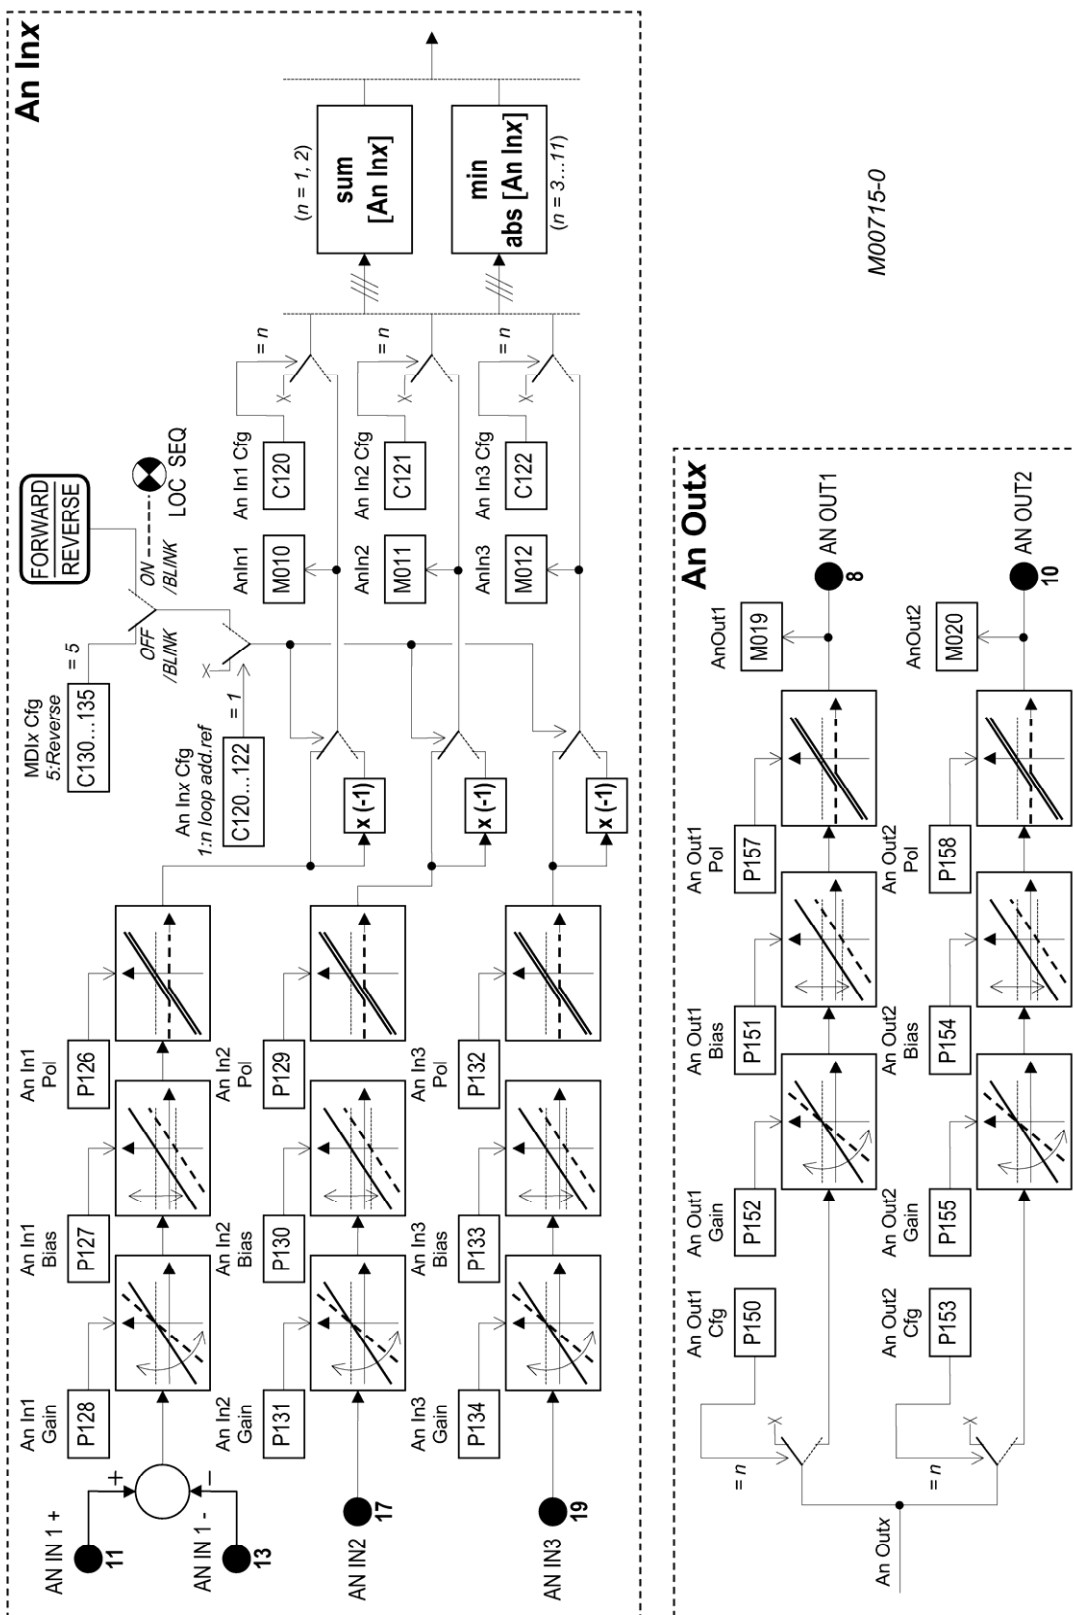 An Inx
AN IN 1 +
11
AN IN 1 -
13
+
−
An In1
Gain
P128
An In1
Bias
P127
An In1
Pol
P126
MDIx Cfg
5:Reverse
C130...135
= 5
FORWARD
REVERSE
OFF
/BLINK
ON
/BLINK
LOC SEQ
An Inx Cfg
1:n loop add.ref
C120...122
= 1
x (-1)
AnIn1
M010
An In1 Cfg
C120
= n
(n = 1, 2)
sum
[An Inx]
AN IN2
17
An In2
Gain
P131
An In2
Bias
P130
An In2
Pol
P129
x (-1)
AnIn2
M011
An In2 Cfg
C121
= n
min
abs [An Inx]
(n = 3...11)
AN IN3
19
An In3
Gain
P134
An In3
Bias
P133
An In3
Pol
P132
x (-1)
AnIn3
M012
An In3 Cfg
C122
= n
An Outx
An Outx
= n
An Out1
Cfg
P150
An Out1
Gain
P152
An Out1
Bias
P151
An Out1
Pol
P157
AnOut1
M019
AN OUT1
8
= n
An Out2
Cfg
P153
An Out2
Gain
P155
An Out2
Bias
P154
An Out2
Pol
P158
AnOut2
M020
AN OUT2
10
M00715-0